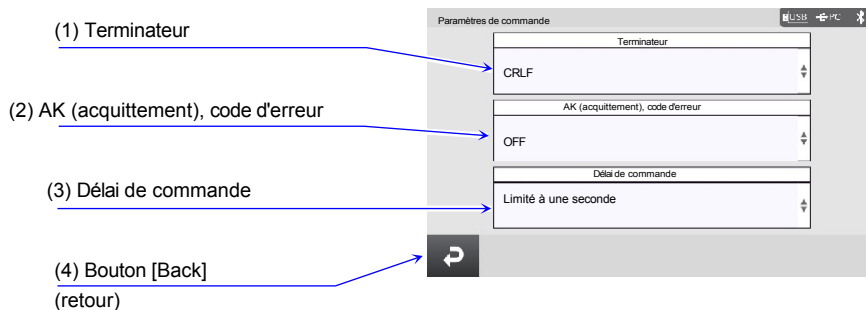 (1) Terminateur
(2) AK (acquittement), code d'erreur
(3) Délai de commande
(4) Bouton [Back]
(retour)
Paramètres de commande
USB
PC
Terminateur
CRLF
AK (acquittement), code d'erreur
OFF
Délai de commande
Limité à une seconde